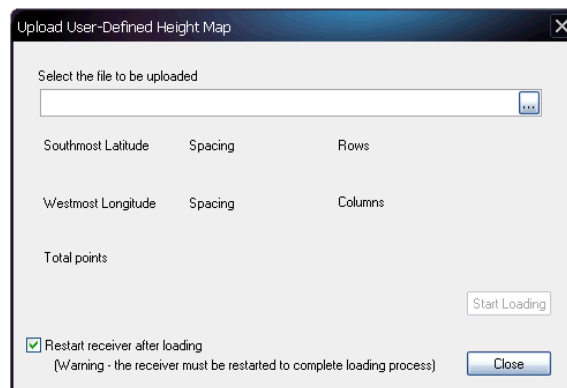 Upload User-Defined Height Map
Select the file to be uploaded
...
Southmost Latitude Spacing Rows
Westmost Longitude Spacing Columns
Total points
Start Loading
Restart receiver after loading
(Warning - the receiver must be restarted to complete loading process)
Close